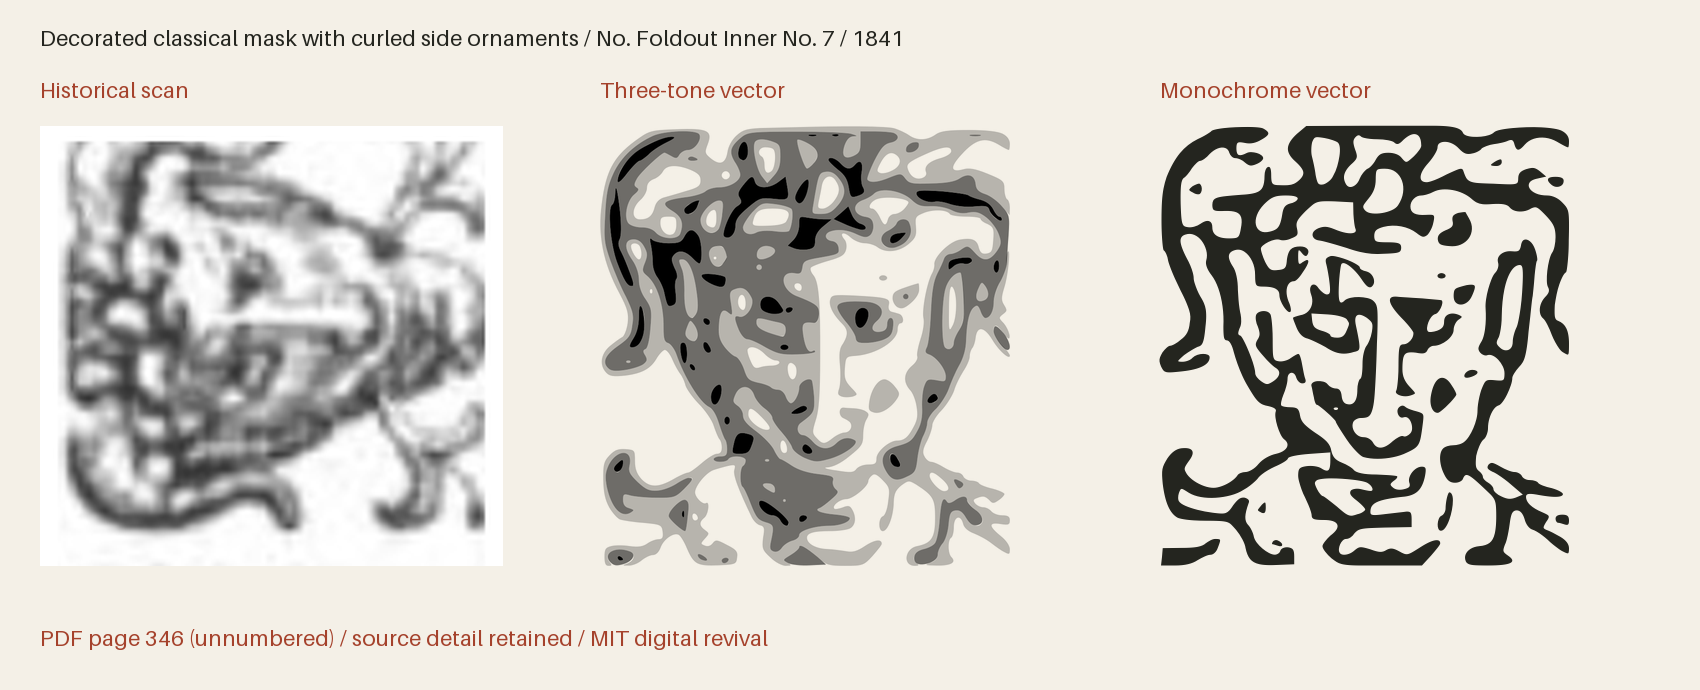 Decorated classical mask with curled side ornaments / No. Foldout Inner No. 7 / 1841
Historical scan
Three-tone vector
Monochrome vector
PDF page 346 (unnumbered) / source detail retained / MIT digital revival